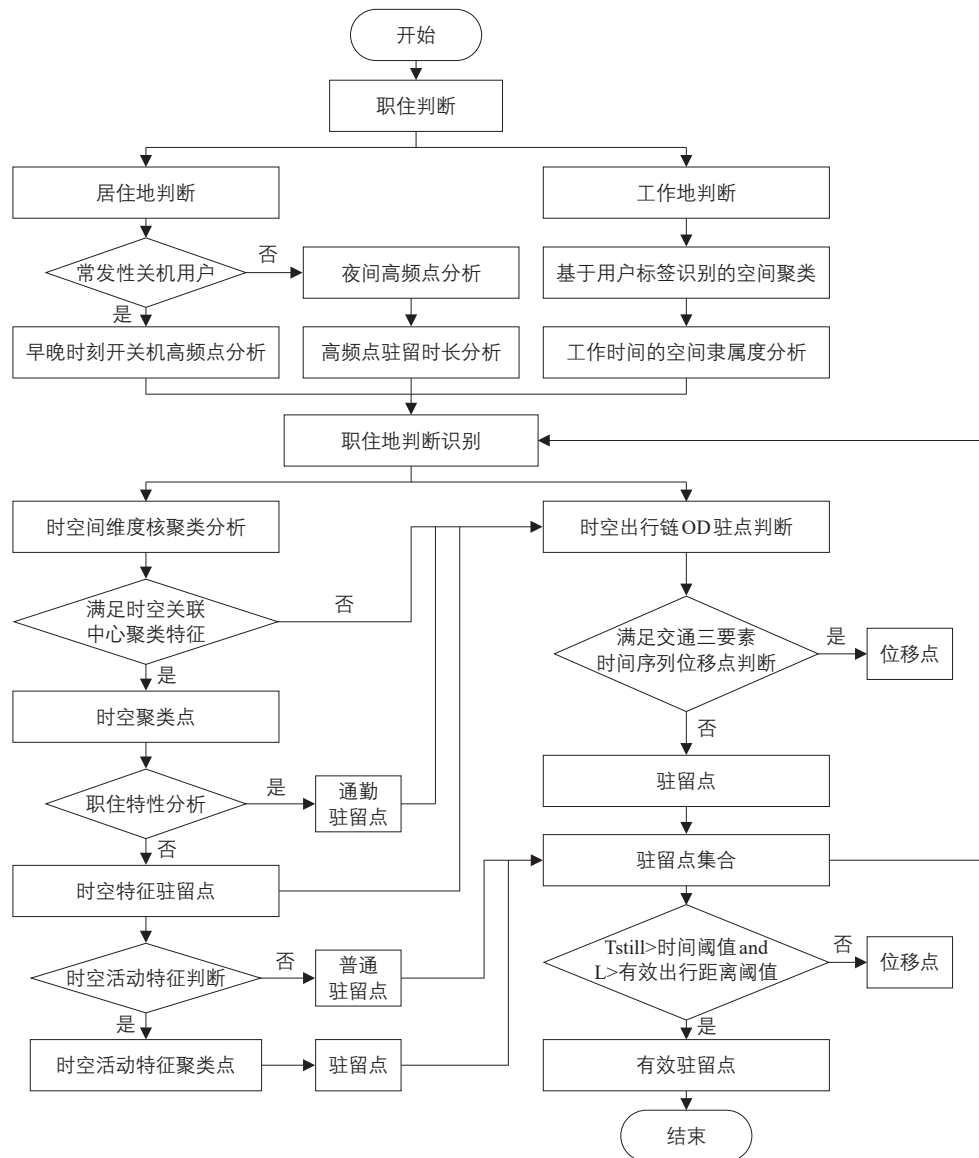 开始
职住判断
居住地判断
工作地判断
常发性关机用户
否
夜间高频点分析
基于用户标签识别的空间聚类
是
早晚时刻开关机高频点分析
高频点驻留时长分析
工作时间的空间隶属度分析
职住地判断识别
时空间维度核聚类分析
时空出行链OD驻点判断
满足时空关联
中心聚类特征
否
满足交通三要素
时间序列位移点判断
是
位移点
是
时空聚类点
否
驻留点
职住特性分析
是
通勤
驻留点
否
时空特征驻留点
驻留点集合
时空活动特征判断
否
普通
驻留点
Tstill>时间阈值and
L>有效出行距离阈值
否
位移点
是
时空活动特征聚类点
驻留点
是
有效驻留点
结束